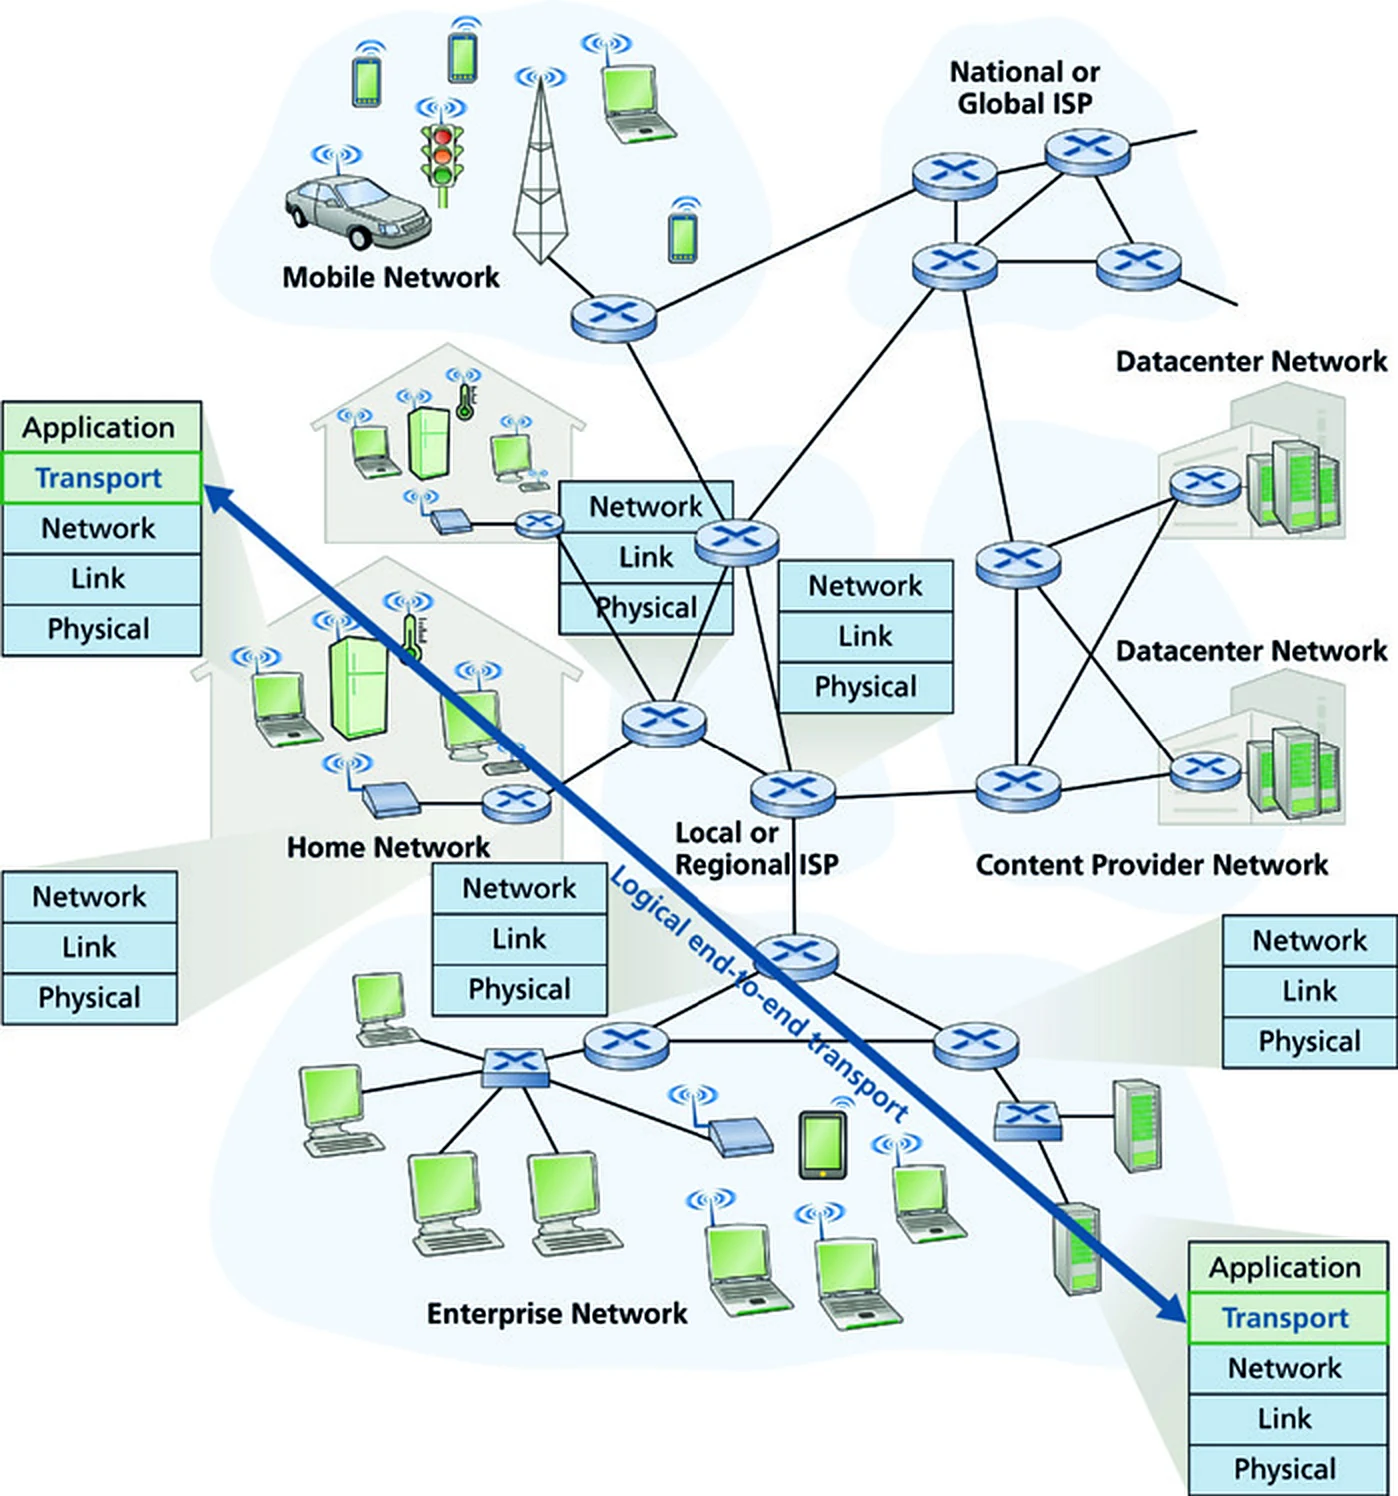 National or
Global ISP
Mobile Network
Datacenter Network
Application
Transport
Network
Link
Physical
Network
Link
Physical
Network
Link
Physical
Datacenter Network
Home Network
Local or
Regional ISP
Content Provider Network
Network
Link
Physical
Network
Link
Physical
Logical end-to-end transport
Network
Link
Physical
Enterprise Network
Application
Transport
Network
Link
Physical